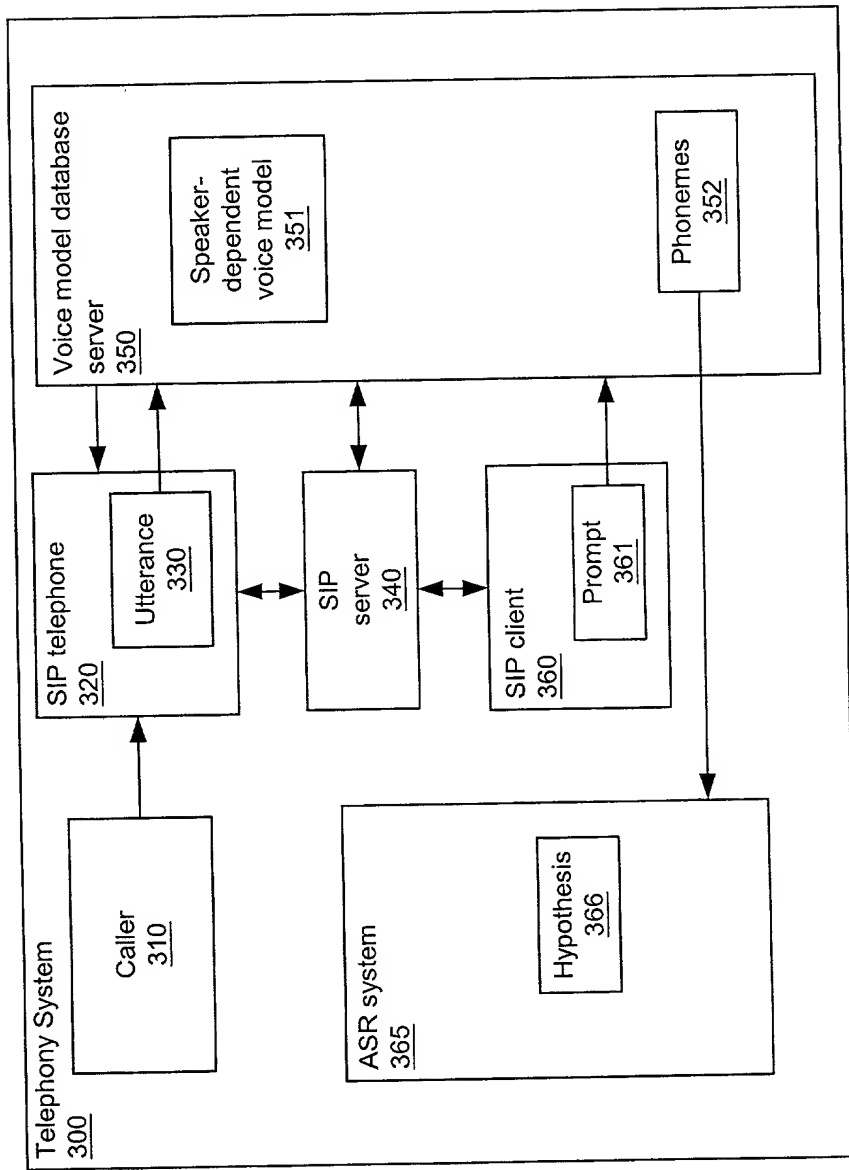 Telephony System
300
Caller
310
SIP telephone
320
Utterance
330
Voice model database
server
350
Speaker-
dependent
voice model
351
SIP
server
340
ASR system
365
Hypothesis
366
SIP client
360
Prompt
361
Phonemes
352